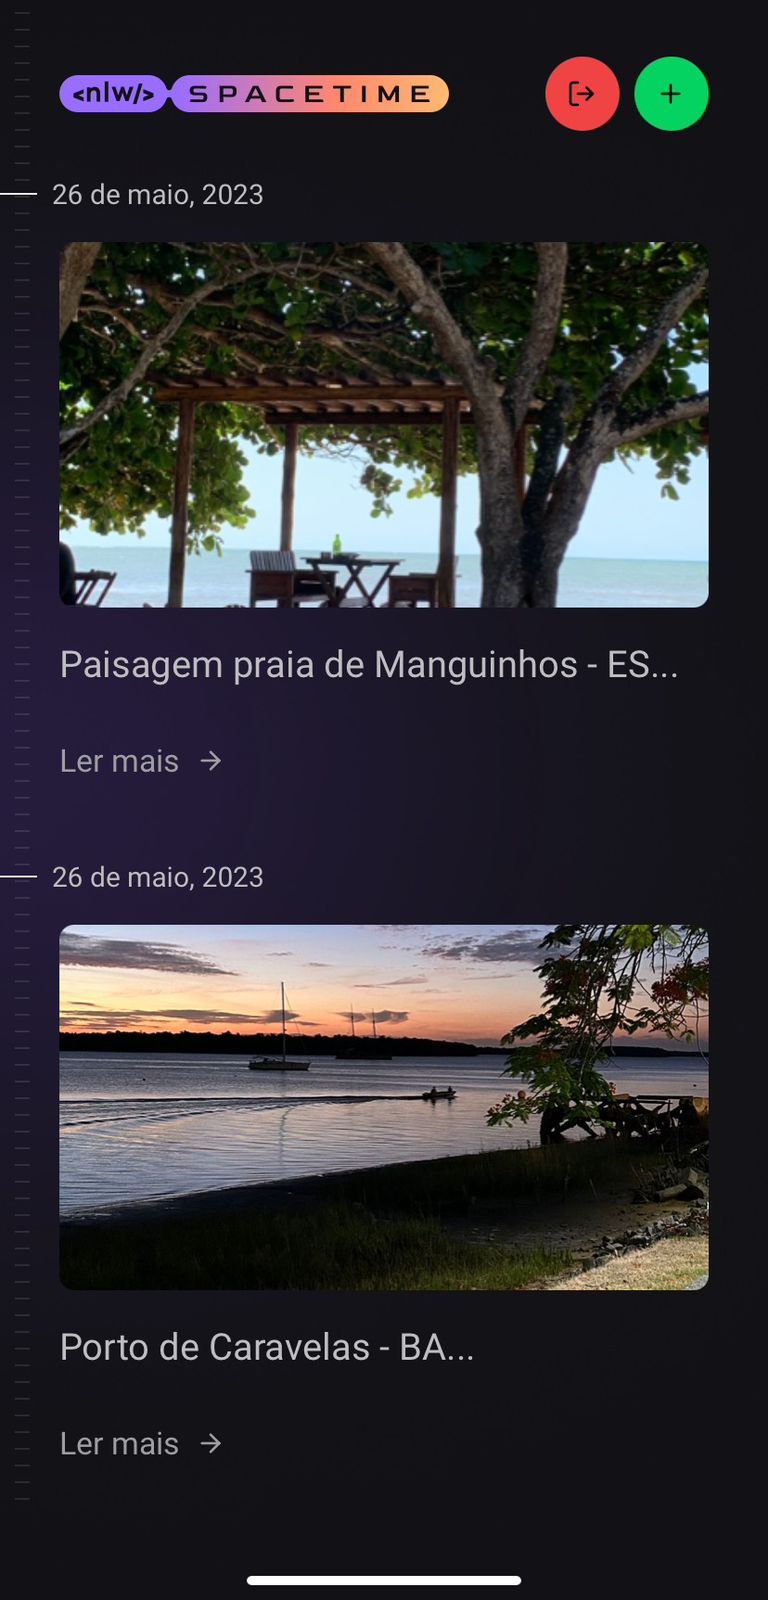 <nlw/> SPACETIME
26 de maio, 2023
Paisagem praia de Manguinhos - ES...
Ler mais
26 de maio, 2023
Porto de Caravelas - BA...
Ler mais